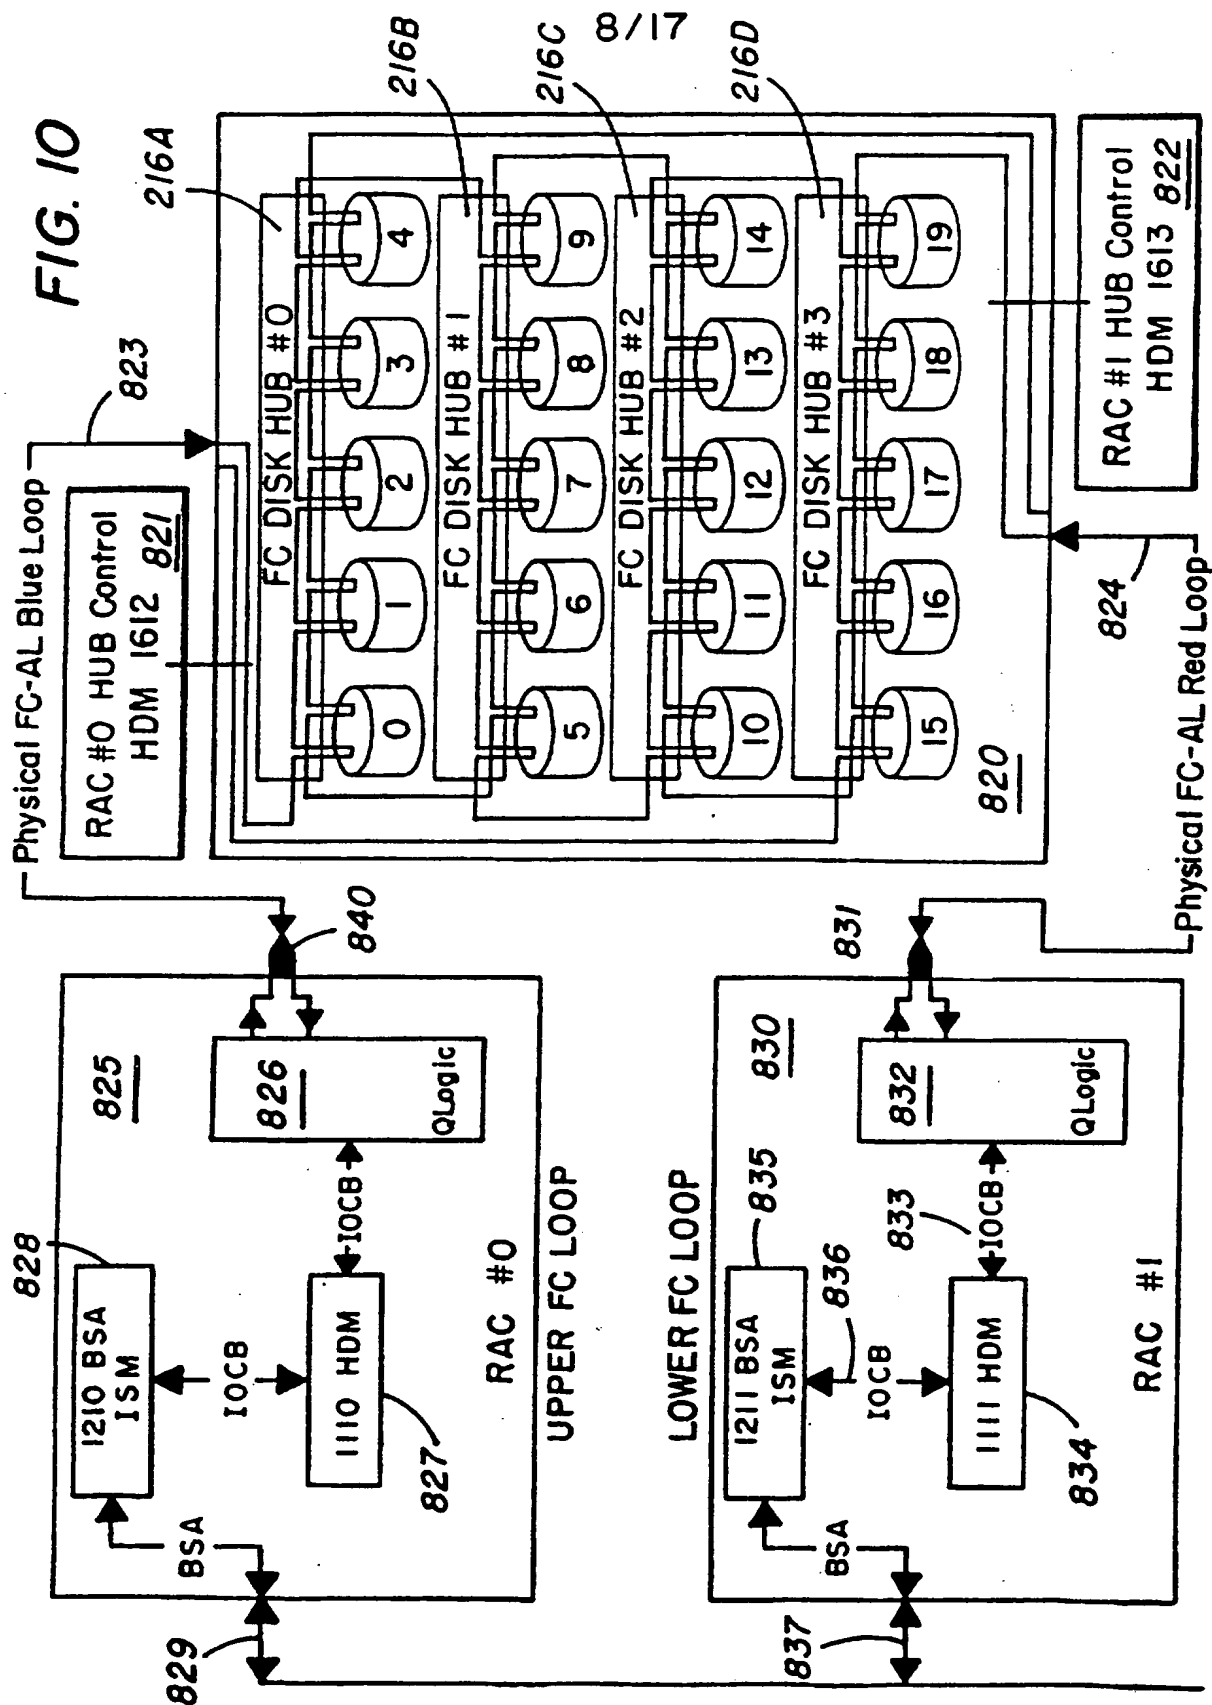 8/17
FIG. 10
Physical FC-AL Blue Loop
823
RAC #0 HUB Control
HDM 1612 821
216A
216B
216C
216D
FC DISK HUB #0
0 1 2 3 4
FC DISK HUB #1
5 6 7 8 9
FC DISK HUB #2
10 11 12 13 14
FC DISK HUB #3
15 16 17 18 19
820
RAC #1 HUB Control
HDM 1613 822
824
Physical FC-AL Red Loop
840
825
826
QLogic
828
1210 BSA
ISM
IOCB
IOCB
1110 HDM
827
BSA
829
RAC #0
UPPER FC LOOP
LOWER FC LOOP
831
830
832
QLogic
835
1211 BSA
ISM
836
833
IOCB
IOCB
1111 HDM
834
BSA
837
RAC #1